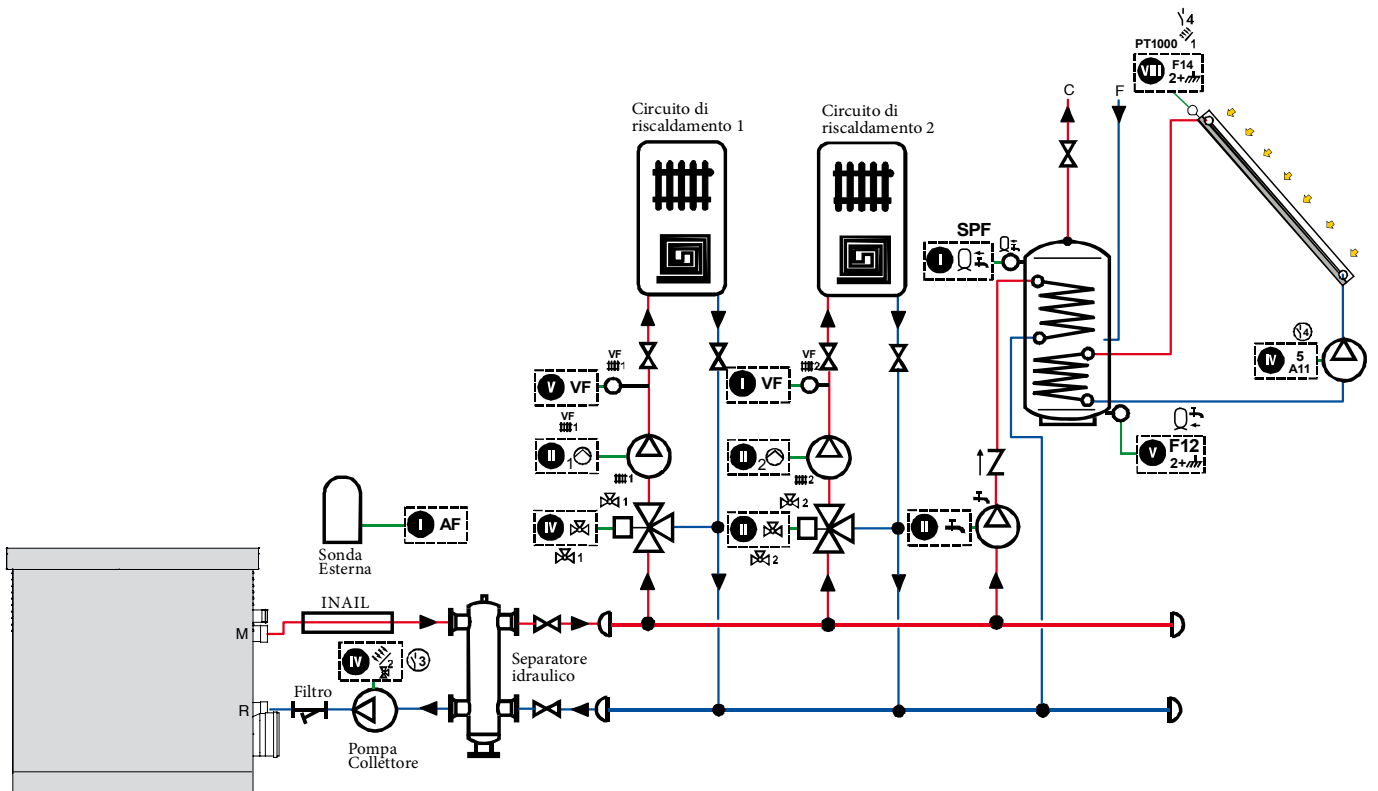 4
1
PT1000
VIII F14
2+
C F
Circuito di
riscaldamento 1
Circuito di
riscaldamento 2
SPF
I
4
IV 5
A11
VF
1
V VF
VF
2
I VF
VF
1
II 1
1
II 2
2
V F12
2+
1
IV
1
2
II
2
II
I AF
Sonda
Esterna
INAIL
M
IV 2
3
Separatore
idraulico
Filtro
R
Pompa
Collettore